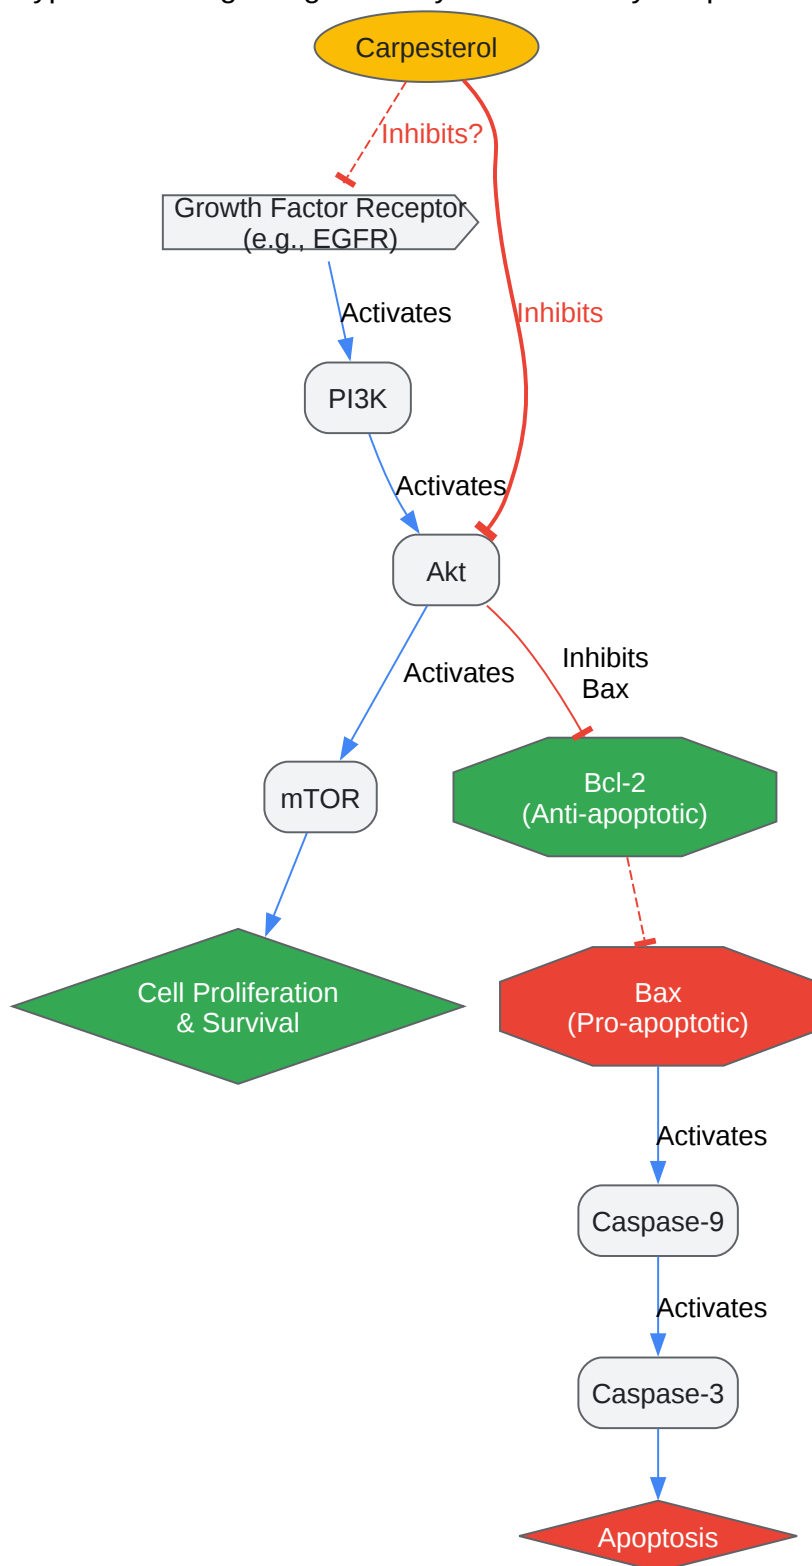 Carpesterol
Inhibits?
Growth Factor Receptor
(e.g., EGFR)
Activates
Inhibits
PI3K
Activates
Akt
Activates
Inhibits
Bax
mTOR
Bcl-2
(Anti-apoptotic)
Cell Proliferation
& Survival
Bax
(Pro-apoptotic)
Activates
Caspase-9
Activates
Caspase-3
Apoptosis